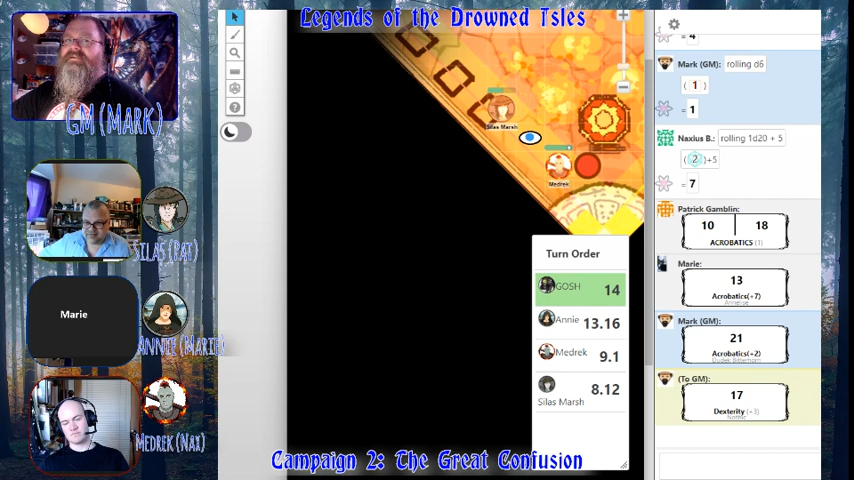 Legends of the Drowned Isles
GM (Mark)
Silas (Pat)
Marie
Annie (Marie)
Medrek (Nax)
Silas Marsh
Medrek
Turn Order
GOSH 14
Annie 13.16
Medrek 9.1
8.12
Silas Marsh
= 4
Mark (GM): rolling d6
( 1 )
= 1
Naxius B.: rolling 1d20 + 5
( 2 )+5
= 7
Patrick Gamblin:
10 18
ACROBATICS (1)
Marie:
13
Acrobatics(+7)
Annelise
Mark (GM):
21
Acrobatics(+2)
(To GM):
17
Dexterity (+3)
Campaign 2: The Great Confusion